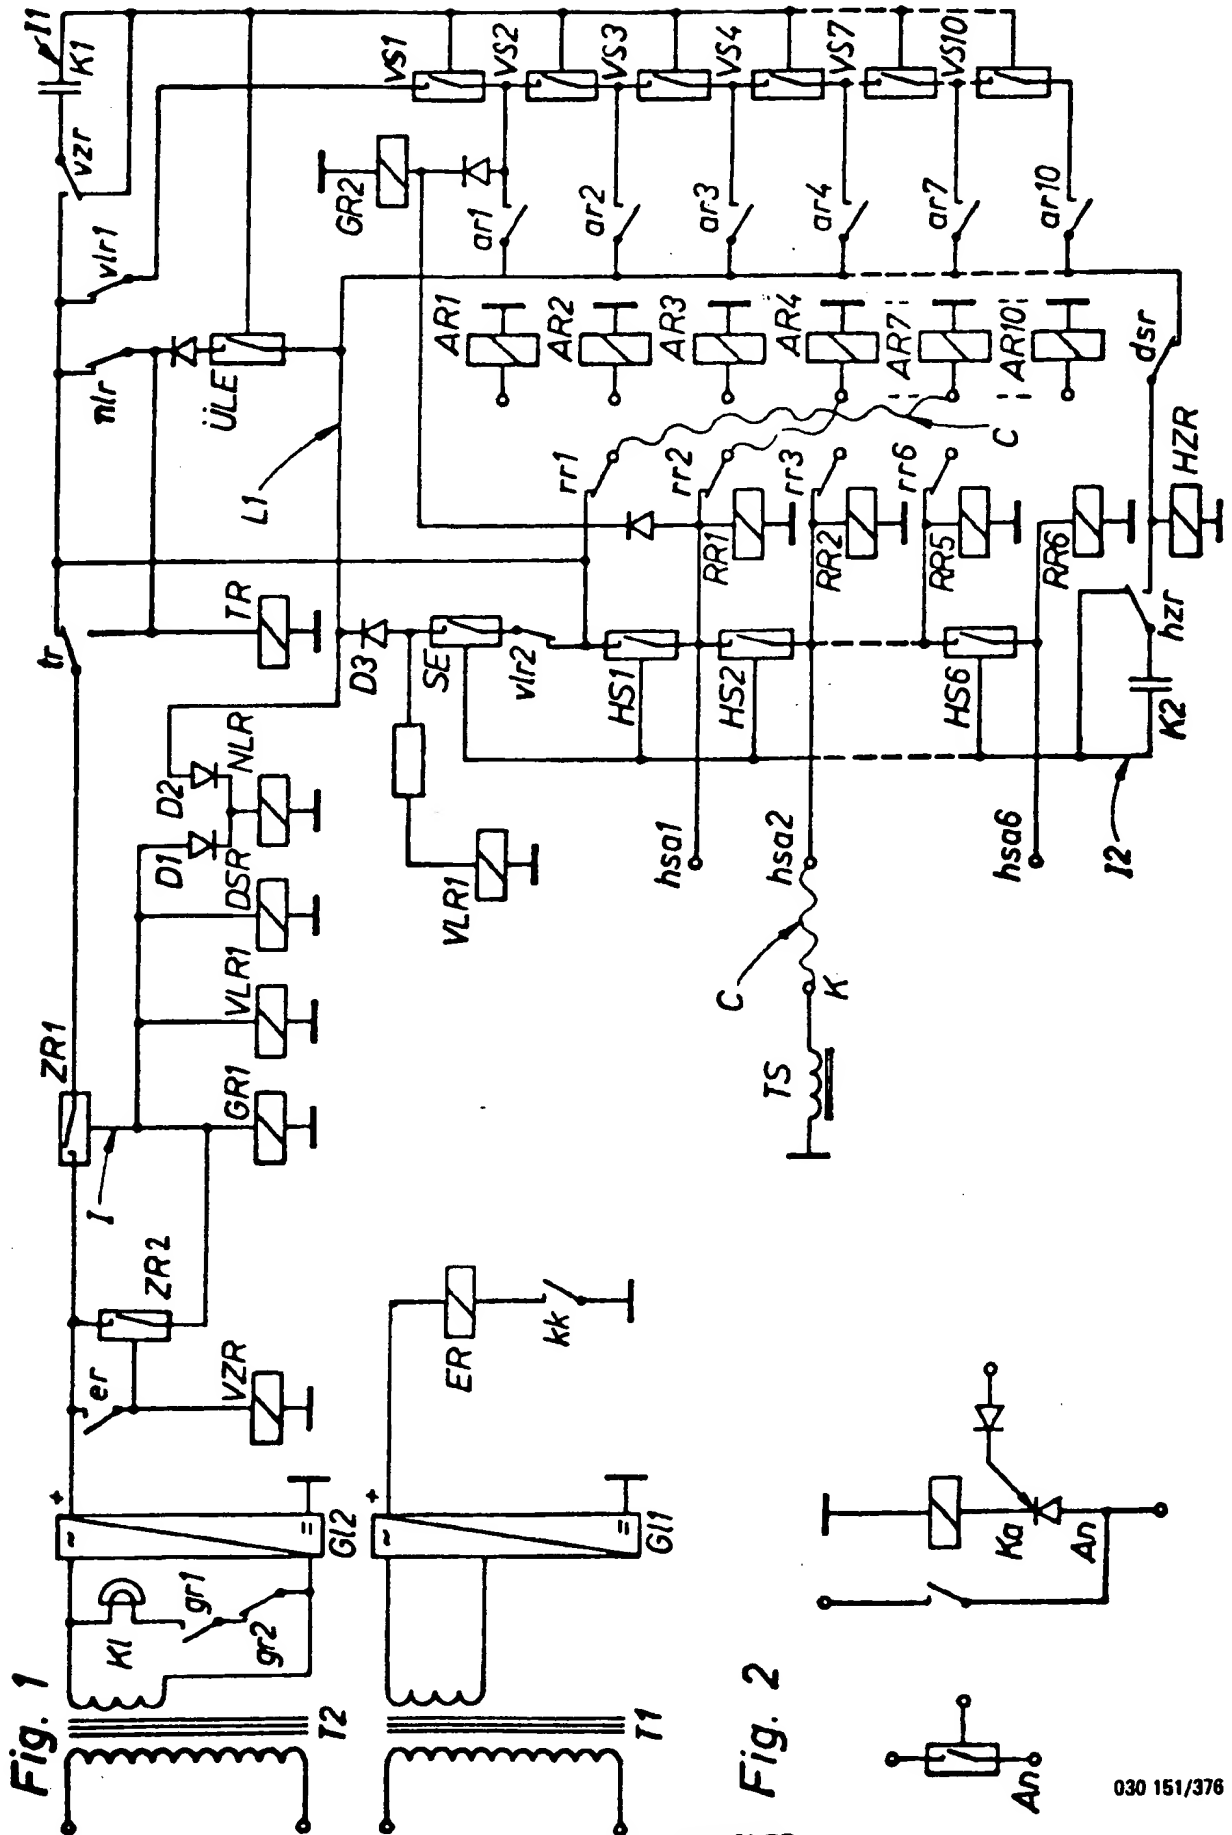 Fig. 1
T2
Kl
gr1
gr2
Gl2
+
~
=
er
VZR
ZR2
I
ZR1
GR1
VLR1
DSR
NLR
D1
D2
tr
TR
L1
nlr
ÜLE
vlr1
vzr
K1
I1
VS1
VS2
VS3
VS4
VS7
VS10
GR2
ar1
ar2
ar3
ar4
ar7
ar10
AR1
AR2
AR3
AR4
AR7
AR10
dsr
HZR
C
rr1
rr2
rr3
rr6
RR1
RR2
RR5
RR6
D3
SE
vlr2
HS1
HS2
HS6
hzr
K2
I2
VLR1
hsa1
hsa2
hsa6
C
K
TS
T1
Gl1
+
~
=
ER
kk
Fig. 2
An
Ka
An
030 151/376